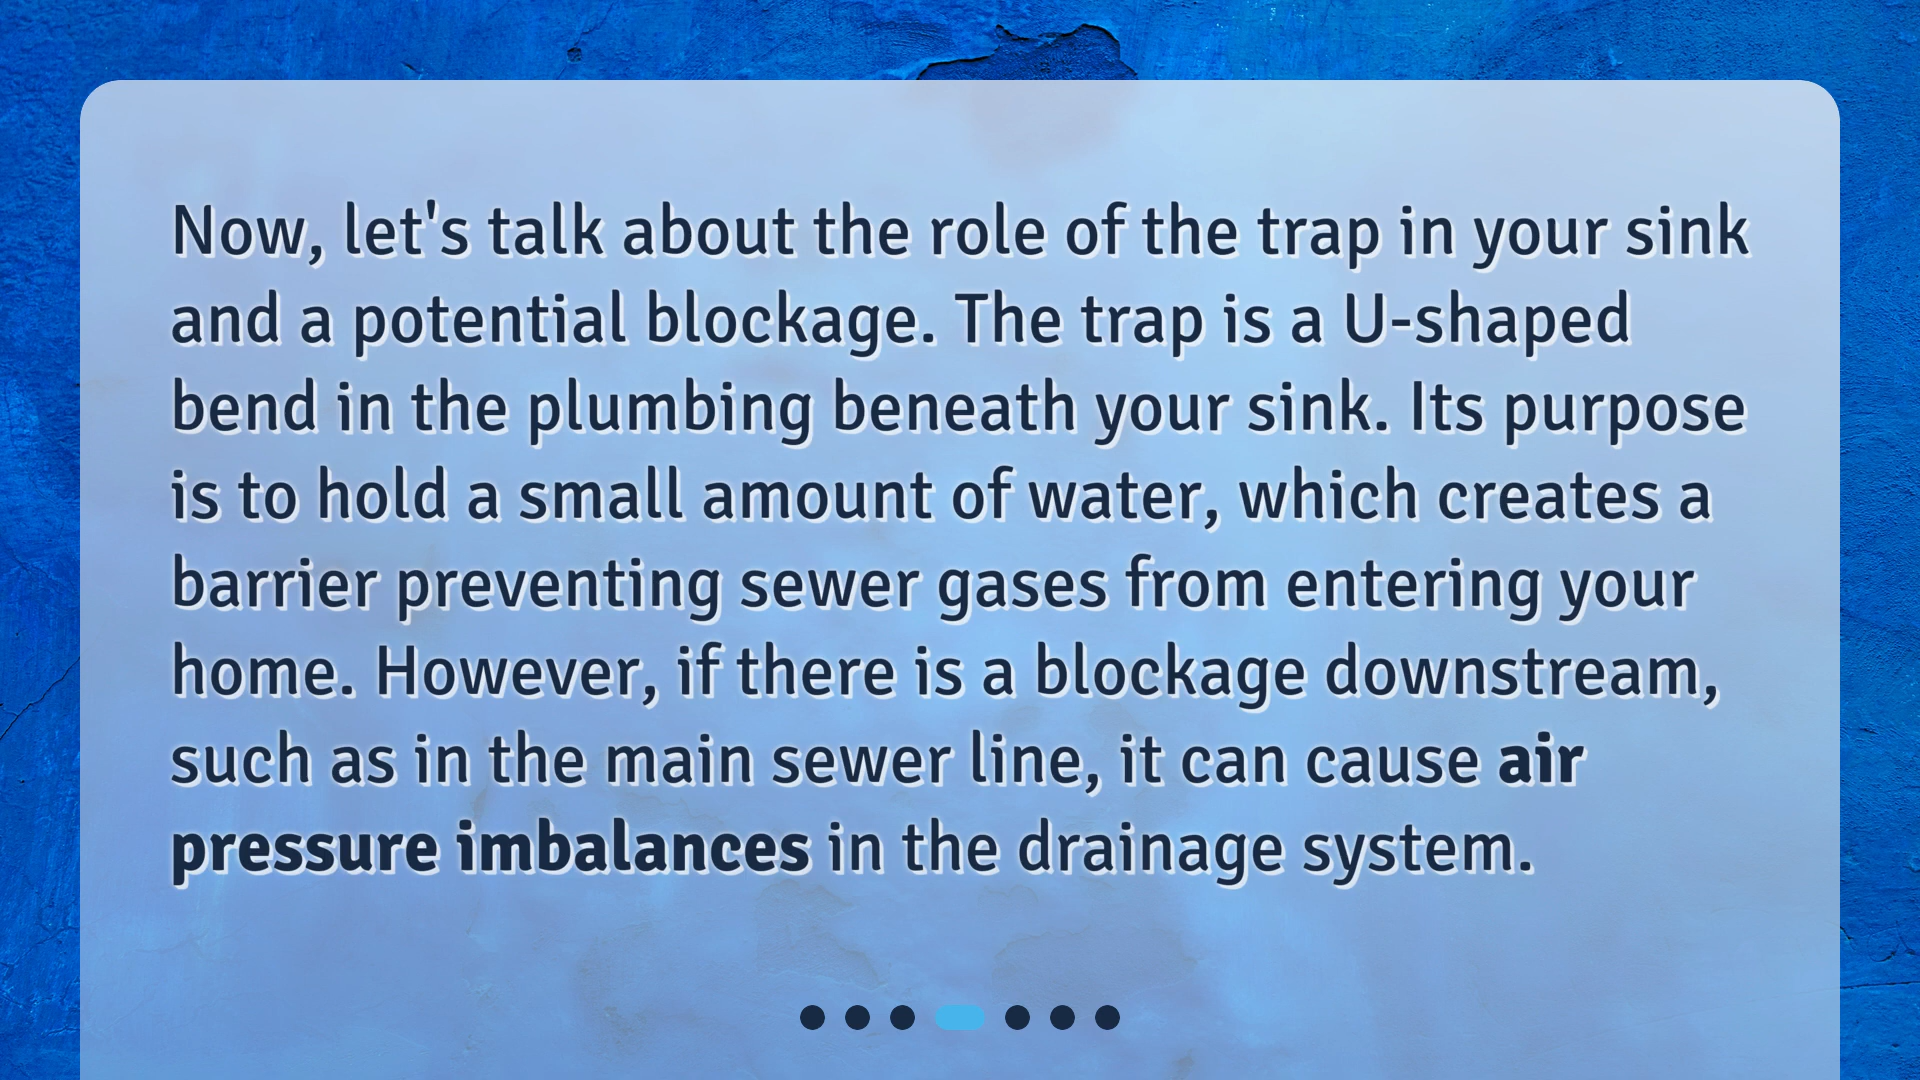 Now, let's talk about the role of the trap in your sink
and a potential blockage. The trap is a U-shaped
bend in the plumbing beneath your sink. Its purpose
is to hold a small amount of water, which creates a
barrier preventing sewer gases from entering your
home. However, if there is a blockage downstream,
such as in the main sewer line, it can cause air
pressure imbalances in the drainage system.